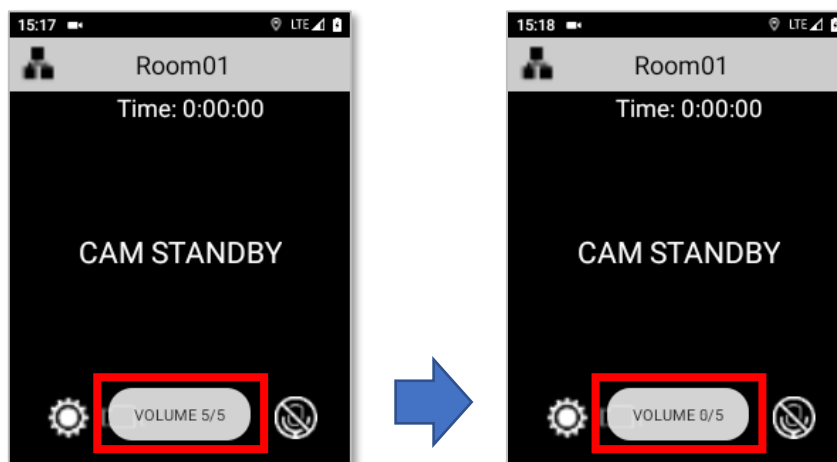 15:17 LTE
Room01
Time: 0:00:00
CAM STANDBY
VOLUME 5/5
15:18 LTE
Room01
Time: 0:00:00
CAM STANDBY
VOLUME 0/5